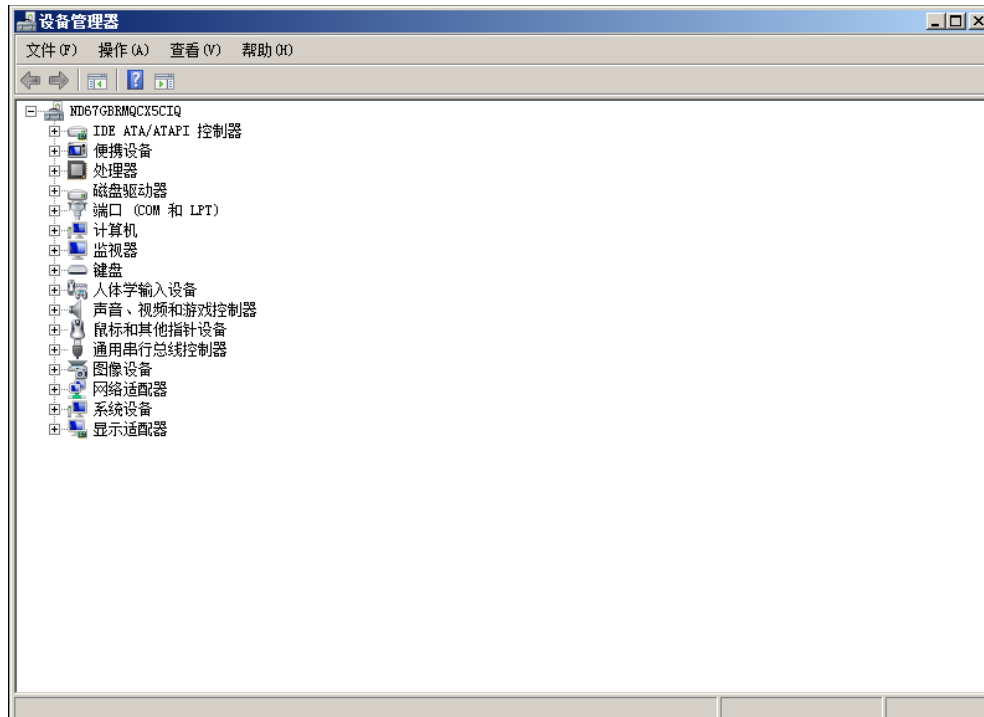 设备管理器
文件(F) 操作(A) 查看(V) 帮助(H)
ND67GBRMQCX5CIQ
IDE ATA/ATAPI 控制器
便携设备
处理器
磁盘驱动器
端口 (COM 和 LPT)
计算机
监视器
键盘
人体学输入设备
声音、视频和游戏控制器
鼠标和其他指针设备
通用串行总线控制器
图像设备
网络适配器
系统设备
显示适配器